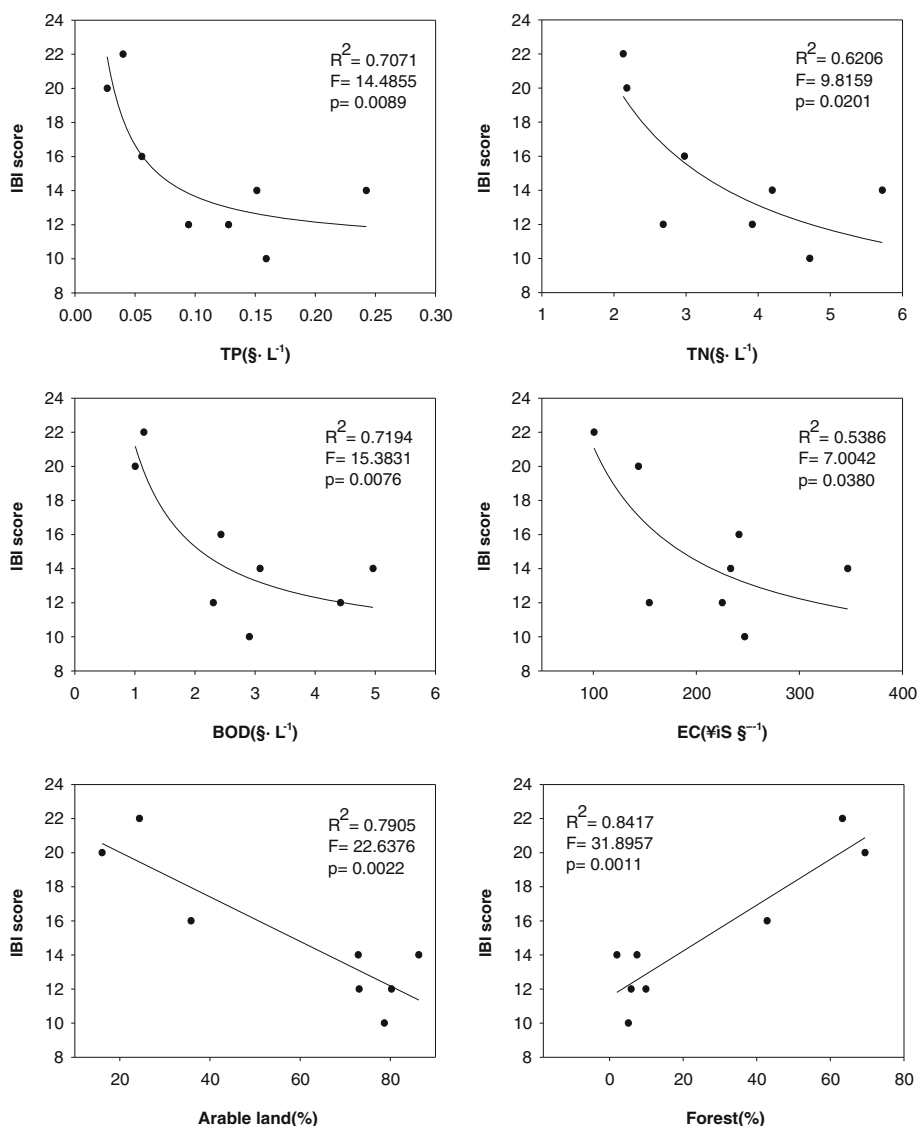 24
22
20
18
16
14
12
10
8
IBI score
R2= 0.7071
F= 14.4855
p= 0.0089
0.00 0.05 0.10 0.15 0.20 0.25 0.30
TP(§· L-1)
24
22
20
18
16
14
12
10
8
IBI score
R2= 0.6206
F= 9.8159
p= 0.0201
1 2 3 4 5 6
TN(§· L-1)
24
22
20
18
16
14
12
10
8
IBI score
R2= 0.7194
F= 15.3831
p= 0.0076
0 1 2 3 4 5 6
BOD(§· L-1)
24
22
20
18
16
14
12
10
8
IBI score
R2= 0.5386
F= 7.0042
p= 0.0380
100 200 300 400
EC(¥ìS §­-1)
24
22
20
18
16
14
12
10
8
IBI score
R2= 0.7905
F= 22.6376
p= 0.0022
20 40 60 80
Arable land(%)
24
22
20
18
16
14
12
10
8
IBI score
R2= 0.8417
F= 31.8957
p= 0.0011
0 20 40 60 80
Forest(%)